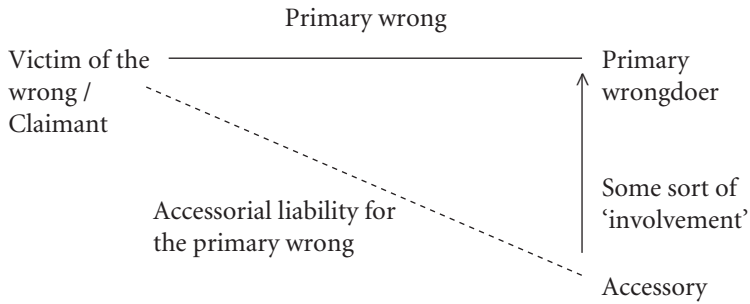 Primary wrong
Victim of the
wrong /
Claimant
Primary
wrongdoer
Some sort of
‘involvement’
Accessorial liability for
the primary wrong
Accessory